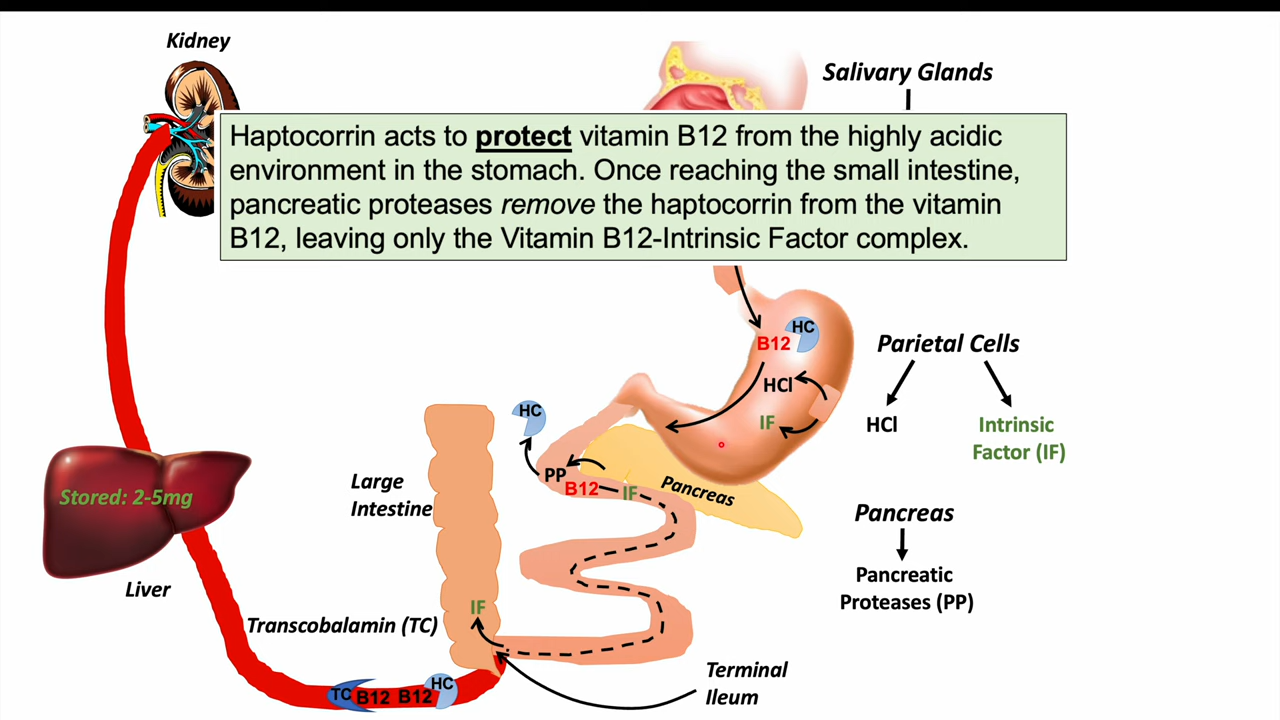 Kidney
Salivary Glands
Haptocorrin acts to protect vitamin B12 from the highly acidic
environment in the stomach. Once reaching the small intestine,
pancreatic proteases remove the haptocorrin from the vitamin
B12, leaving only the Vitamin B12-Intrinsic Factor complex.
HC
B12
HCl
IF
Parietal Cells
HCl
Intrinsic
Factor (IF)
HC
PP
B12
IF
Pancreas
Large
Intestine
Stored: 2-5mg
Liver
Pancreas
Pancreatic
Proteases (PP)
IF
Transcobalamin (TC)
Terminal
Ileum
TC B12 B12 HC